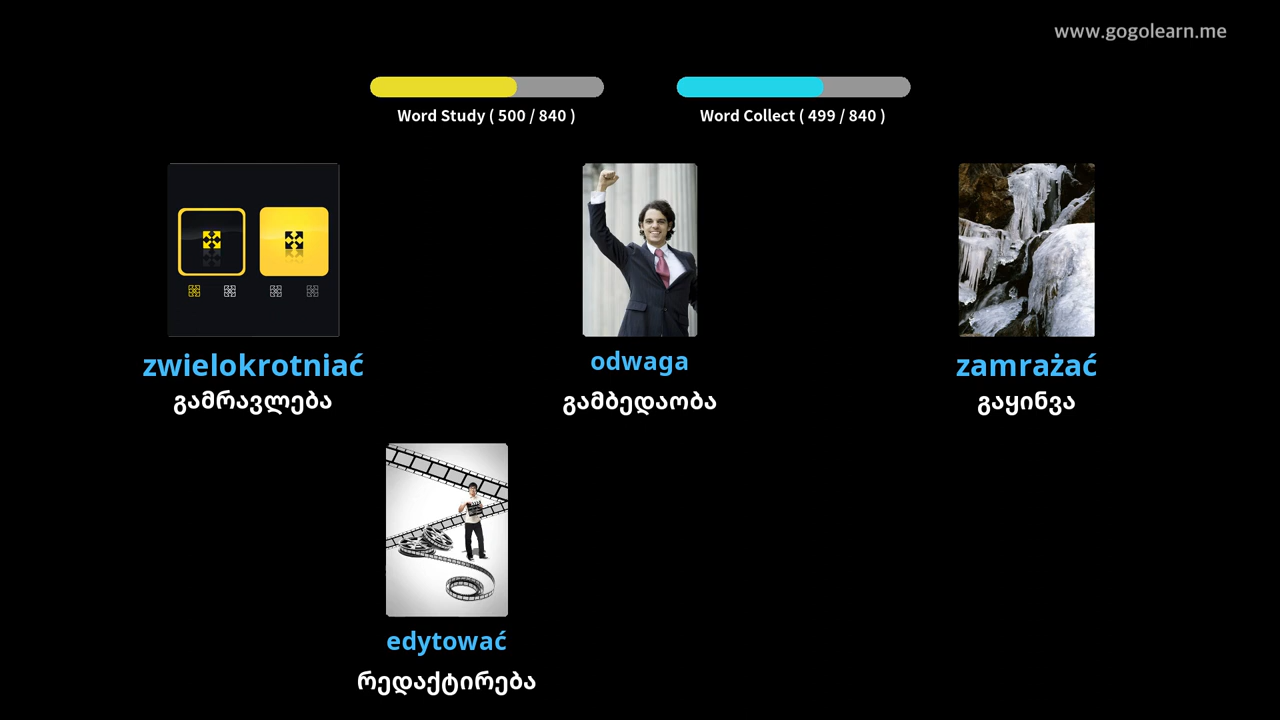 www.gogolearn.me
Word Study ( 500 / 840 )
Word Collect ( 499 / 840 )
zwielokrotniać
გამრავლება
odwaga
გამბედაობა
zamrażać
გაყინვა
edytować
რედაქტირება